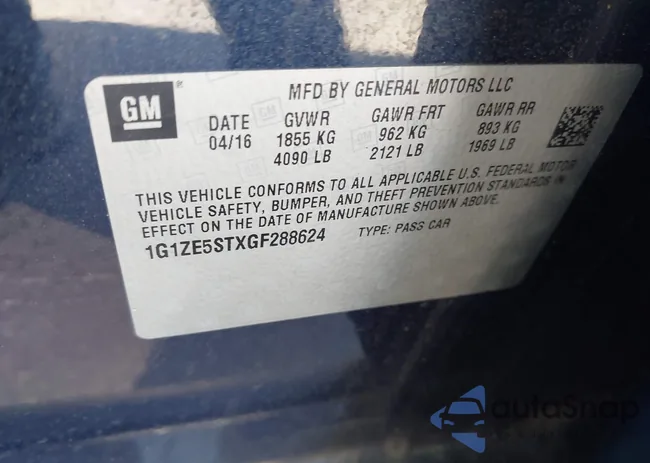 GM
MFD BY GENERAL MOTORS LLC
DATE GVWR GAWR FRT GAWR RR
04/16 1855 KG 962 KG 893 KG
4090 LB 2121 LB 1969 LB
THIS VEHICLE CONFORMS TO ALL APPLICABLE U.S. FEDERAL MOTOR
VEHICLE SAFETY, BUMPER, AND THEFT PREVENTION STANDARDS IN
EFFECT ON THE DATE OF MANUFACTURE SHOWN ABOVE.
1G1ZE5STXGF288624 TYPE: PASS CAR
autoSnap